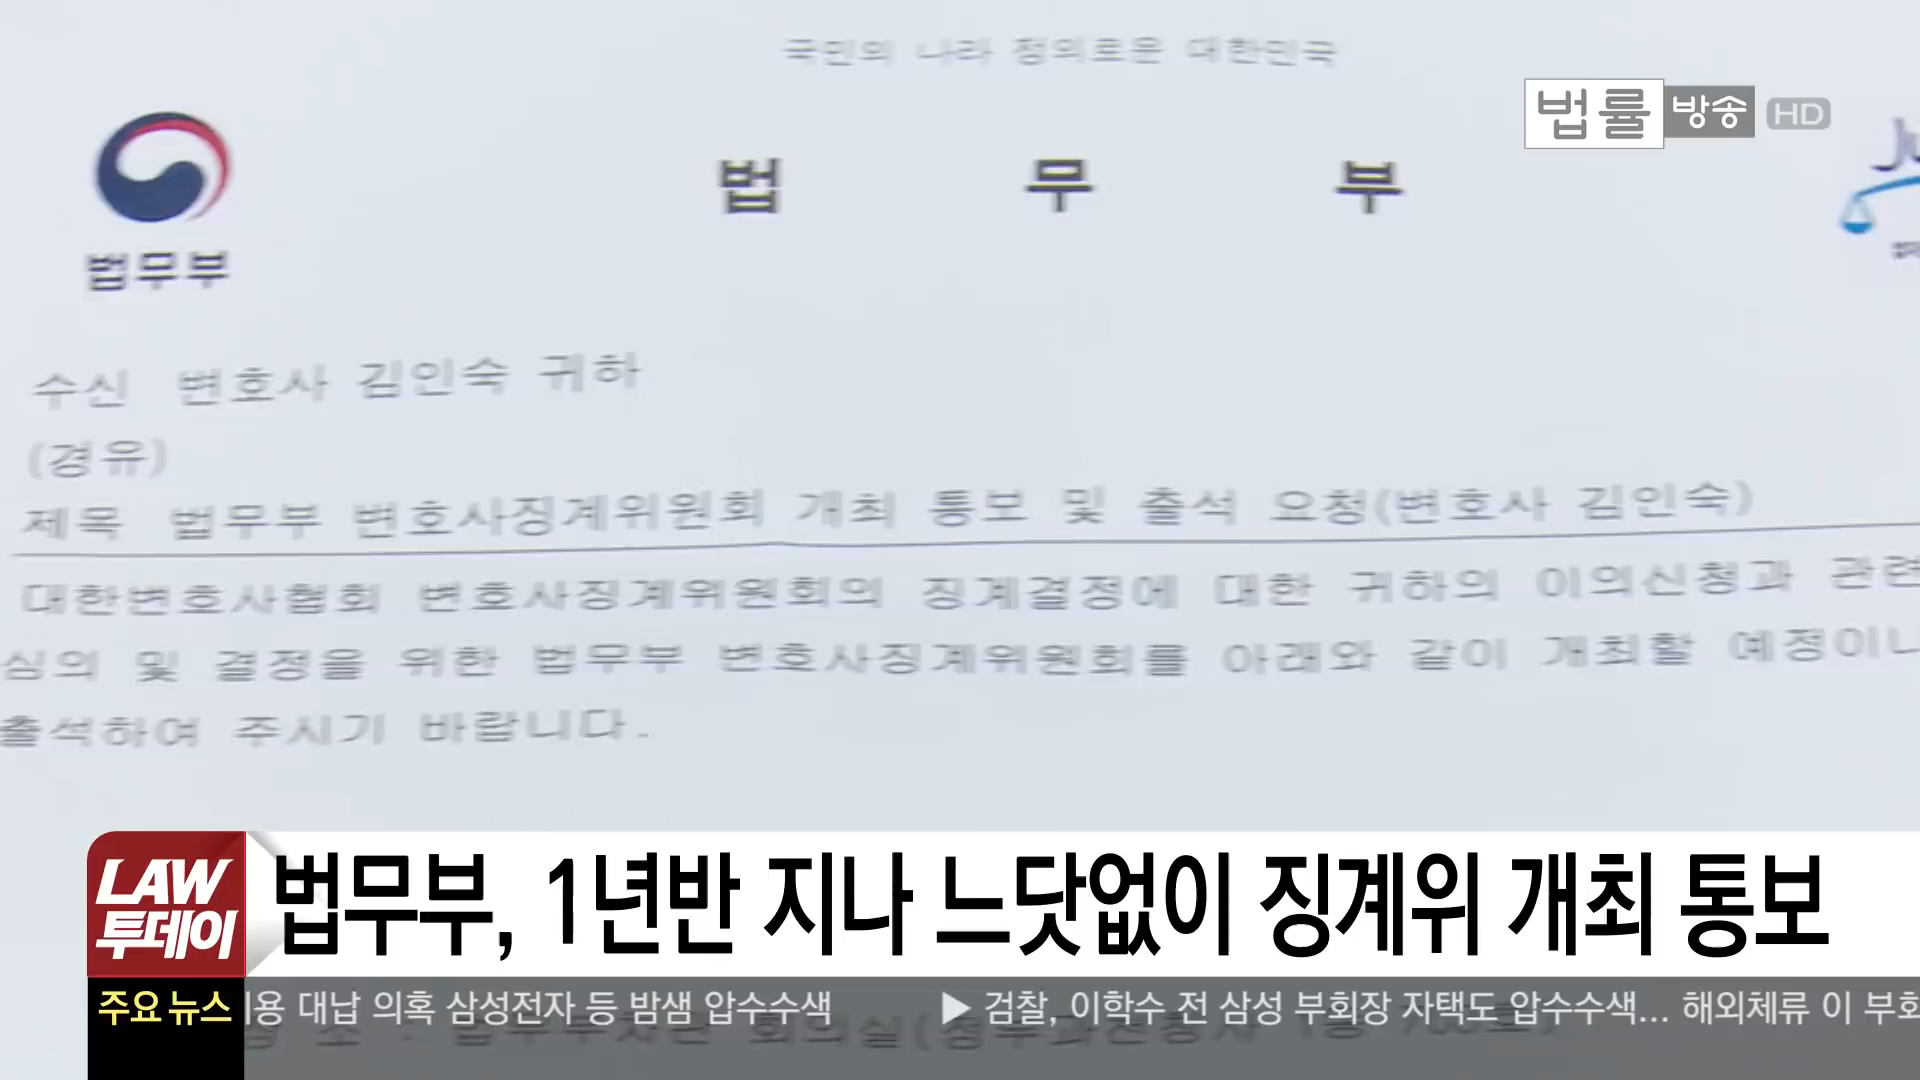 국민의 나라 정의로운 대한민국
법률방송 HD
법 무 부
법무부
수신 변호사 김인숙 귀하
(경유)
제목 법무부 변호사징계위원회 개최 통보 및 출석 요청(변호사 김인숙)
대한변호사협회 변호사징계위원회의 징계결정에 대한 귀하의 이의신청과 관련
심의 및 결정을 위한 법무부 변호사징계위원회를 아래와 같이 개최할 예정이니
출석하여 주시기 바랍니다.
LAW
투데이
법무부, 1년반 지나 느닷없이 징계위 개최 통보
주요뉴스
용 대납 의혹 삼성전자 등 밤샘 압수수색 ▶ 검찰, 이학수 전 삼성 부회장 자택도 압수수색... 해외체류 이 부회